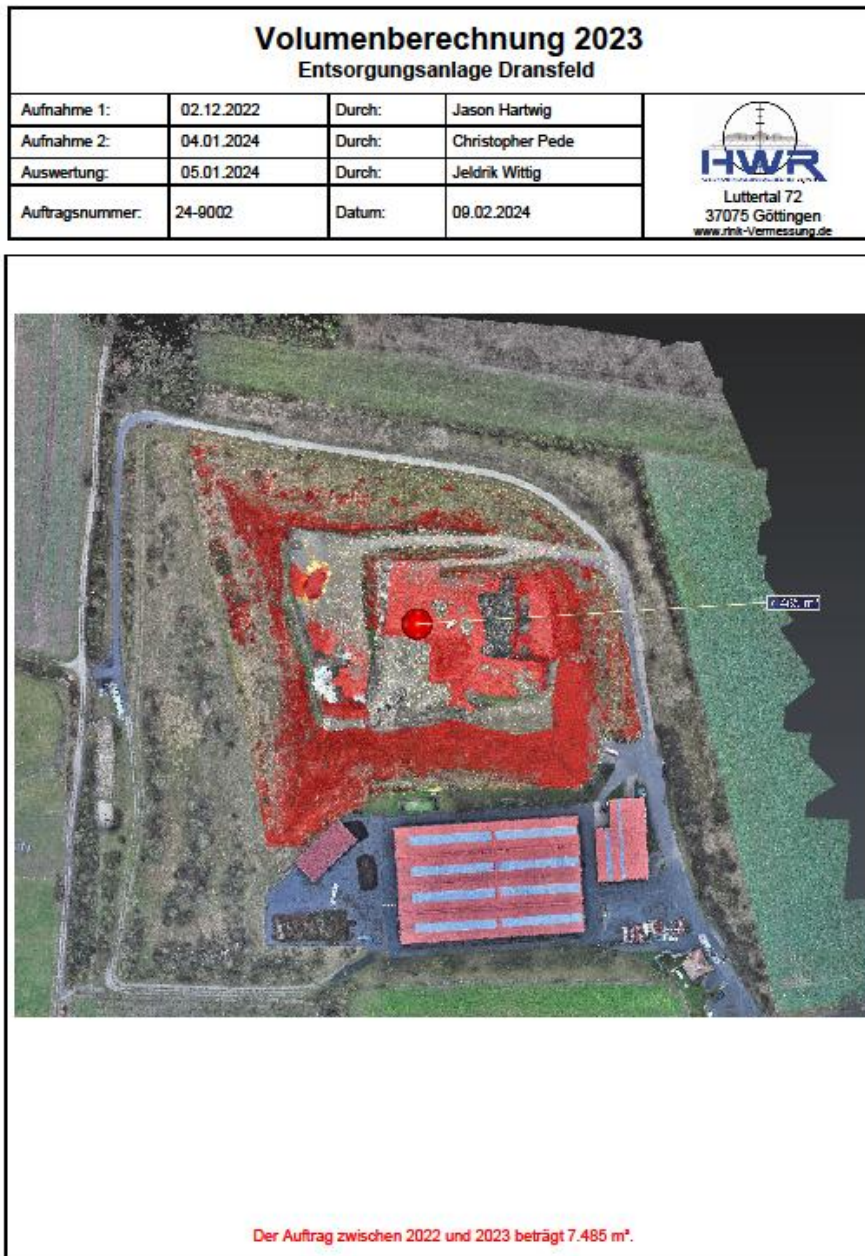 Volumenberechnung 2023
Entsorgungsanlage Dransfeld
Aufnahme 1: 02.12.2022 Durch: Jason Hartwig
Aufnahme 2: 04.01.2024 Durch: Christopher Pede
Auswertung: 05.01.2024 Durch: Jeldrik Wittig
Auftragsnummer: 24-9002 Datum: 09.02.2024
HWR
Luttertal 72
37075 Göttingen
www.rink-Vermessung.de
m³
Der Auftrag zwischen 2022 und 2023 beträgt 7.485 m³.